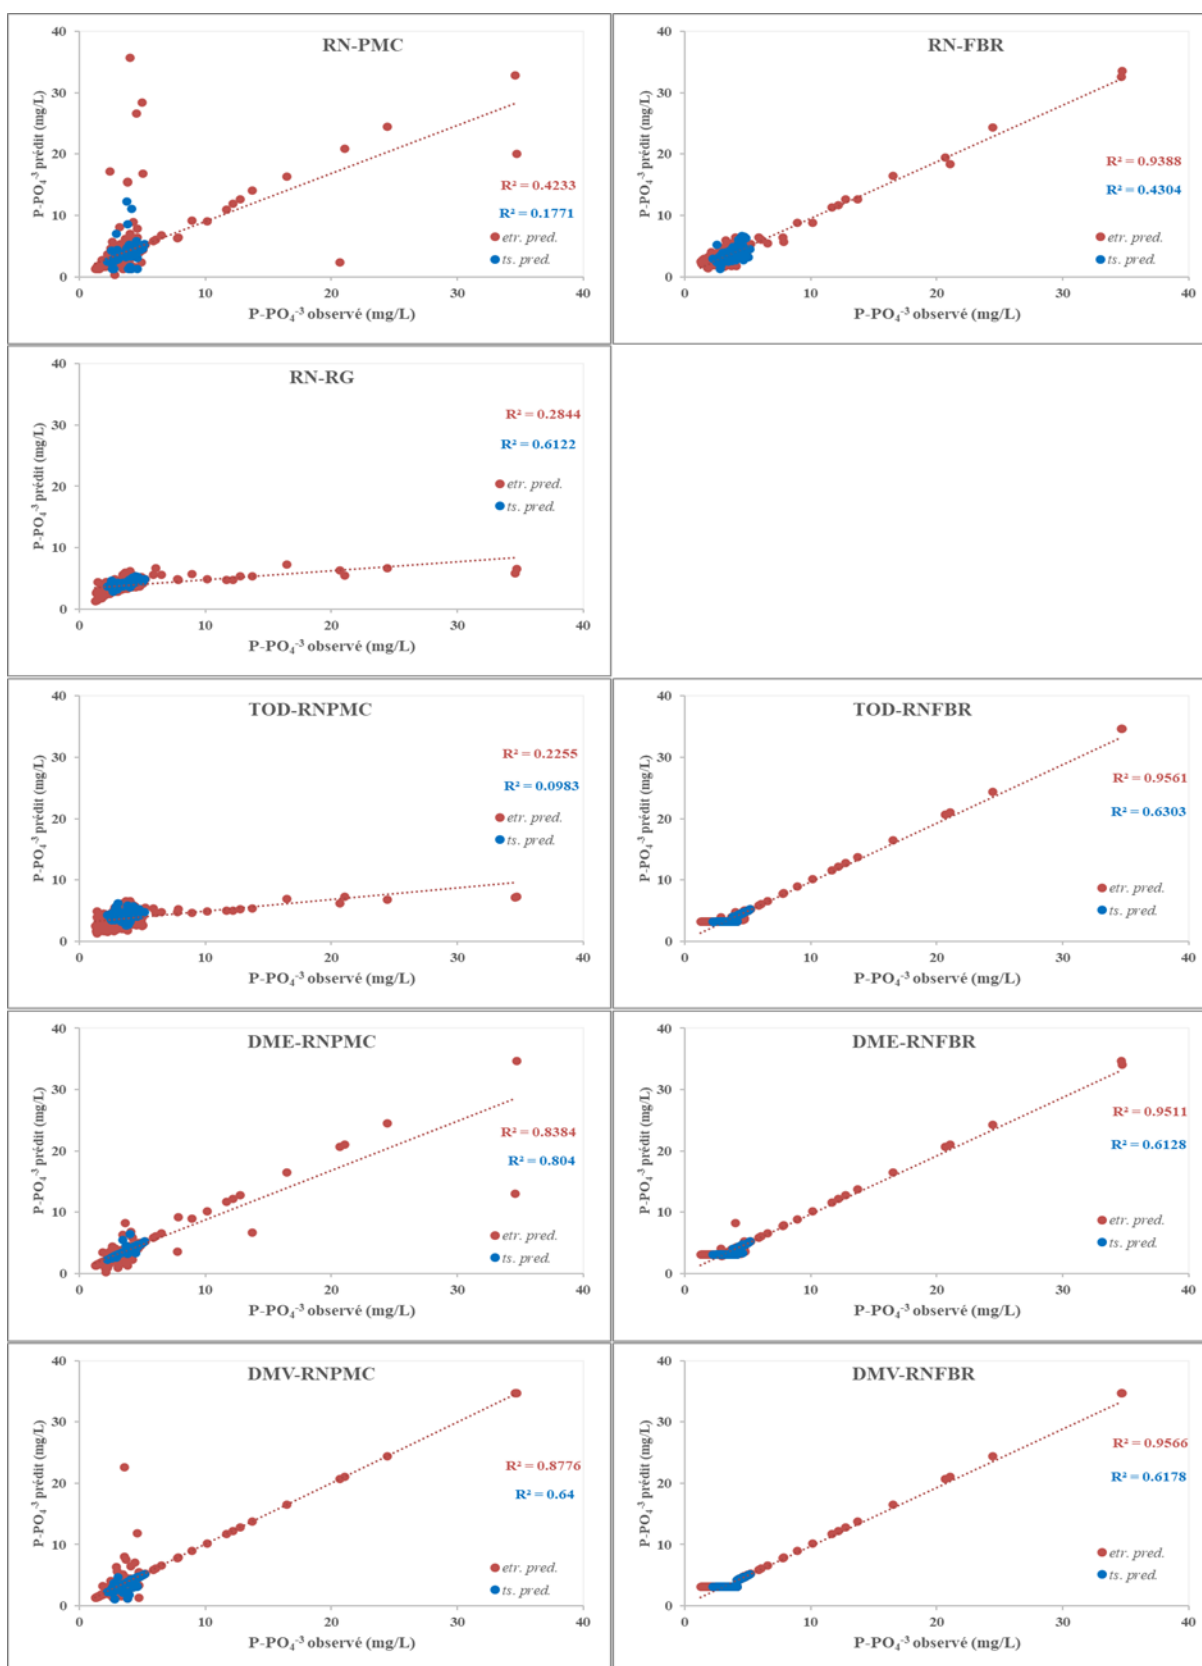 RN-PMC
P-PO₄⁻³ prédit (mg/L)
40
30
20
10
0
R² = 0.4233
R² = 0.1771
etr. pred.
ts. pred.
0 10 20 30 40
P-PO₄⁻³ observé (mg/L)
RN-FBR
P-PO₄⁻³ prédit (mg/L)
40
30
20
10
0
R² = 0.9388
R² = 0.4304
etr. pred.
ts. pred.
0 10 20 30 40
P-PO₄⁻³ observé (mg/L)
RN-RG
P-PO₄⁻³ prédit (mg/L)
40
30
20
10
0
R² = 0.2844
R² = 0.6122
etr. pred.
ts. pred.
0 10 20 30 40
P-PO₄⁻³ observé (mg/L)
TOD-RNPMC
P-PO₄⁻³ prédit (mg/L)
40
30
20
10
0
R² = 0.2255
R² = 0.0983
etr. pred.
ts. pred.
0 10 20 30 40
P-PO₄⁻³ observé (mg/L)
TOD-RNFBR
P-PO₄⁻³ prédit (mg/L)
40
30
20
10
0
R² = 0.9561
R² = 0.6303
etr. pred.
ts. pred.
0 10 20 30 40
P-PO₄⁻³ observé (mg/L)
DME-RNPMC
P-PO₄⁻³ prédit (mg/L)
40
30
20
10
0
R² = 0.8384
R² = 0.804
etr. pred.
ts. pred.
0 10 20 30 40
P-PO₄⁻³ observé (mg/L)
DME-RNFBR
P-PO₄⁻³ prédit (mg/L)
40
30
20
10
0
R² = 0.9511
R² = 0.6128
etr. pred.
ts. pred.
0 10 20 30 40
P-PO₄⁻³ observé (mg/L)
DMV-RNPMC
P-PO₄⁻³ prédit (mg/L)
40
30
20
10
0
R² = 0.8776
R² = 0.64
etr. pred.
ts. pred.
0 10 20 30 40
P-PO₄⁻³ observé (mg/L)
DMV-RNFBR
P-PO₄⁻³ prédit (mg/L)
40
30
20
10
0
R² = 0.9566
R² = 0.6178
etr. pred.
ts. pred.
0 10 20 30 40
P-PO₄⁻³ observé (mg/L)